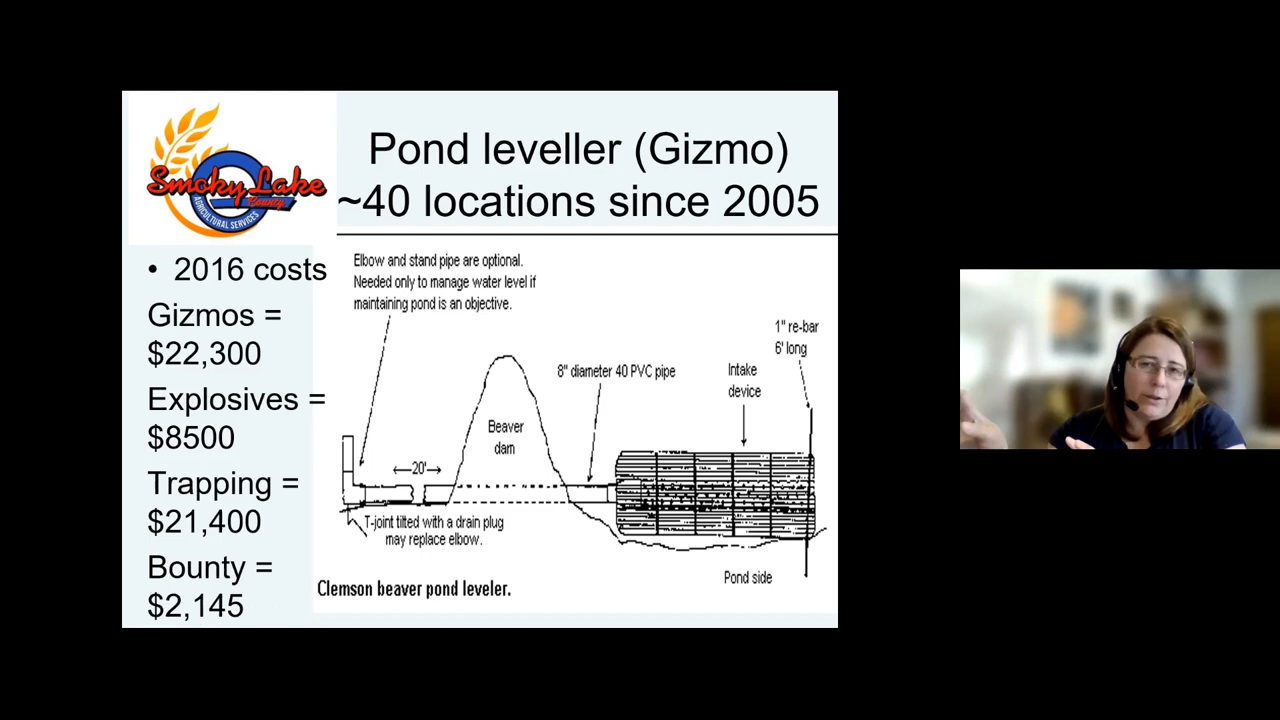 Smoky Lake
County
AGRICULTURAL SERVICES
Pond leveller (Gizmo)
~40 locations since 2005
• 2016 costs
Gizmos =
$22,300
Explosives =
$8500
Trapping =
$21,400
Bounty =
$2,145
Elbow and stand pipe are optional.
Needed only to manage water level if
maintaining pond is an objective.
1" re-bar
6' long
8" diameter 40 PVC pipe
Intake
device
Beaver
dam
20'
T-joint tilted with a drain plug
may replace elbow.
Pond side
Clemson beaver pond leveler.